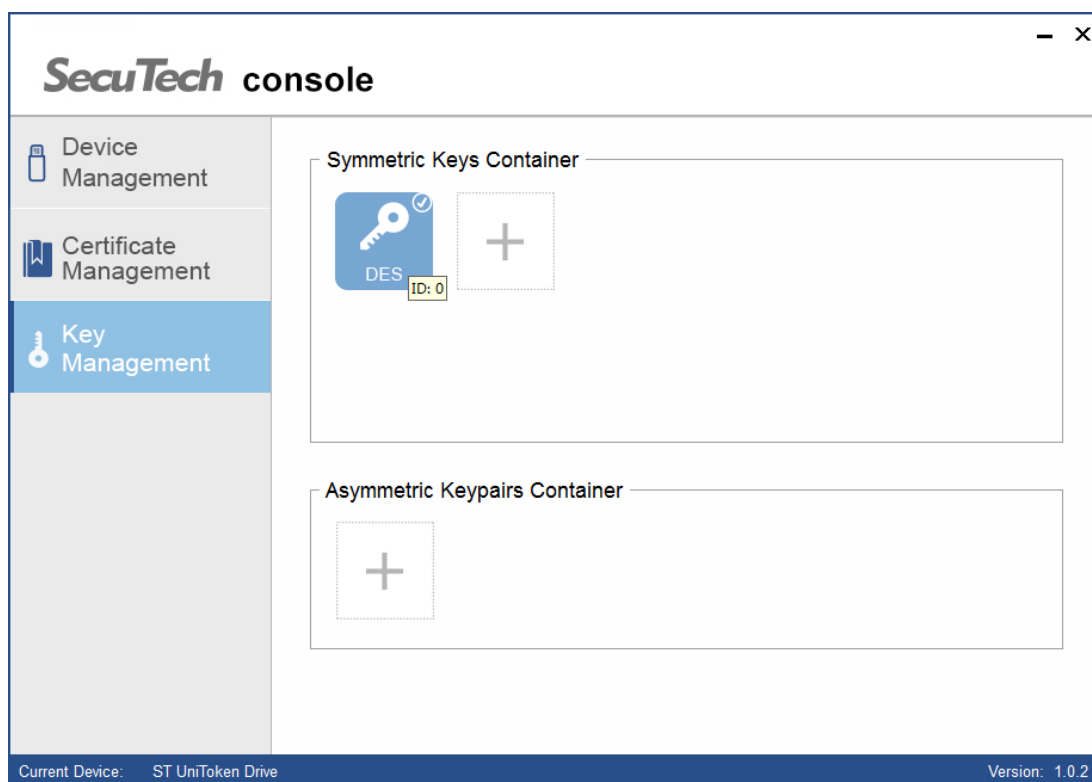 SecuTech console
Device
Management
Certificate
Management
Key
Management
Symmetric Keys Container
DES
ID: 0
Asymmetric Keypairs Container
Current Device: ST UniToken Drive
Version: 1.0.2